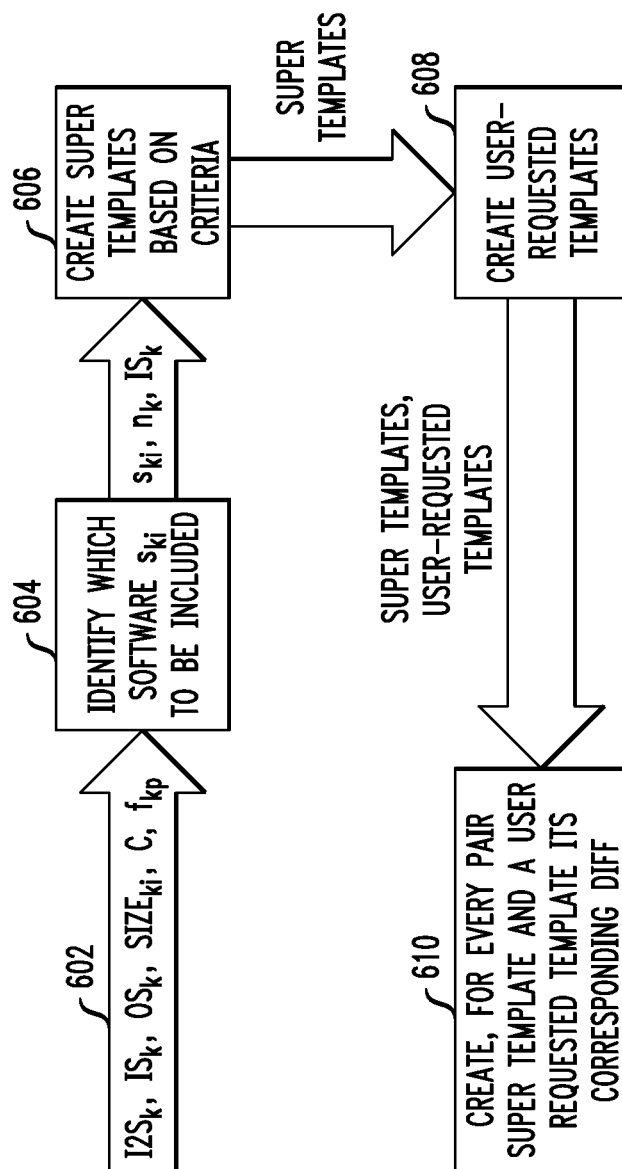 602
I2S_k, IS_k, OS_k, SIZE_ki, C, f_kp
604
IDENTIFY WHICH
SOFTWARE s_ki
TO BE INCLUDED
s_ki, n_k, IS_k
606
CREATE SUPER
TEMPLATES
BASED ON
CRITERIA
SUPER
TEMPLATES
608
CREATE USER-
REQUESTED
TEMPLATES
SUPER TEMPLATES,
USER-REQUESTED
TEMPLATES
610
CREATE, FOR EVERY PAIR
SUPER TEMPLATE AND A USER
REQUESTED TEMPLATE ITS
CORRESPONDING DIFF